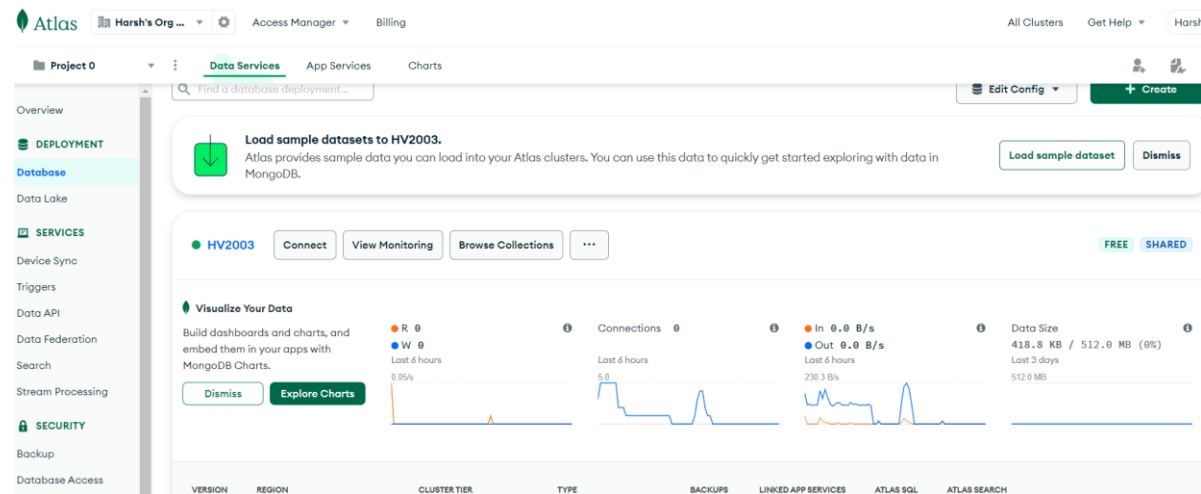 Atlas
Harsh's Org ...
Access Manager
Billing
All Clusters
Get Help
Harsh
Project 0
Data Services
App Services
Charts
Overview
DEPLOYMENT
Database
Data Lake
SERVICES
Device Sync
Triggers
Data API
Data Federation
Search
Stream Processing
SECURITY
Backup
Database Access
Find a database deployment...
Edit Config
+ Create
Load sample datasets to HV2003.
Atlas provides sample data you can load into your Atlas clusters. You can use this data to quickly get started exploring with data in
MongoDB.
Load sample dataset
Dismiss
HV2003
Connect
View Monitoring
Browse Collections
...
FREE
SHARED
Visualize Your Data
Build dashboards and charts, and
embed them in your apps with
MongoDB Charts.
Dismiss
Explore Charts
R 0
W 0
Last 6 hours
0.05/s
Connections 0
Last 6 hours
5.0
In 0.0 B/s
Out 0.0 B/s
Last 6 hours
230.3 B/s
Data Size
418.8 KB / 512.0 MB (0%)
Last 3 days
512.0 MB
VERSION
REGION
CLUSTER TIER
TYPE
BACKUPS
LINKED APP SERVICES
ATLAS SQL
ATLAS SEARCH